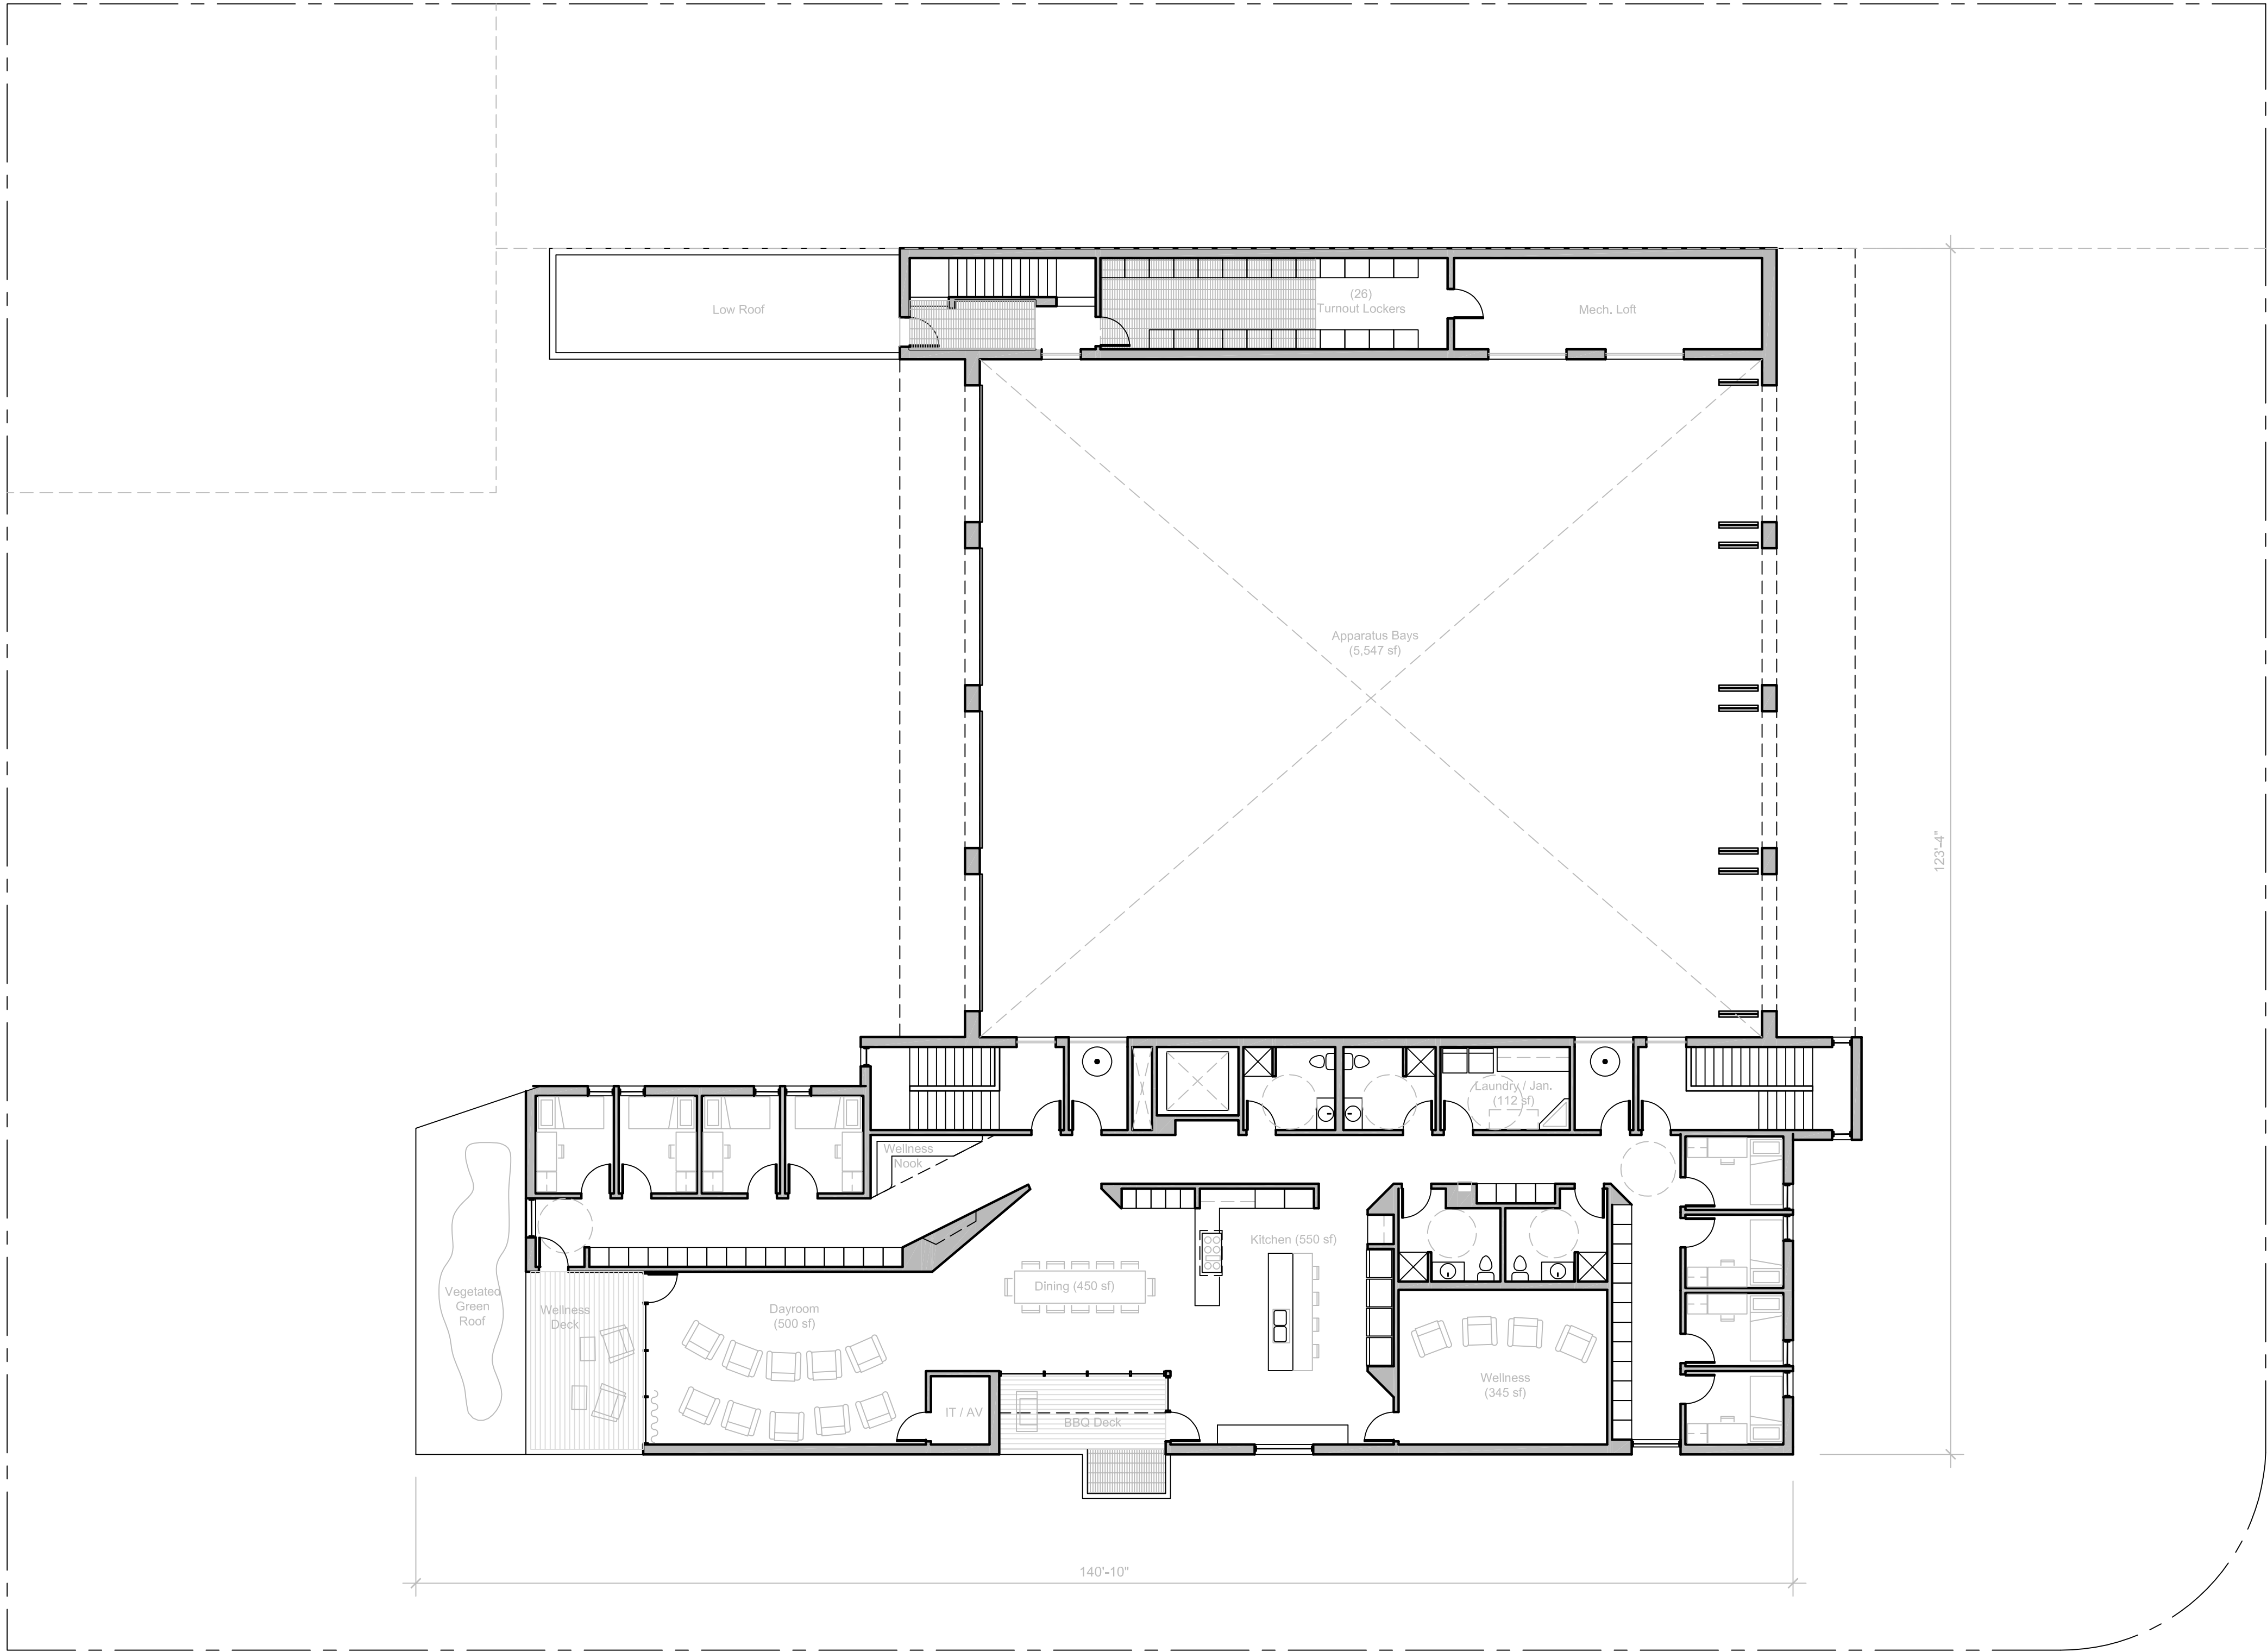 Low Roof
(26)
Turnout Lockers
Mech. Loft
Apparatus Bays
(5,547 sf)
123'-4"
Laundry / Jan.
(112 sf)
Wellness
Nook
Kitchen (550 sf)
Dining (450 sf)
Vegetated
Green
Roof
Wellness
Deck
Dayroom
(500 sf)
Wellness
(345 sf)
IT / AV
BBQ Deck
140'-10"